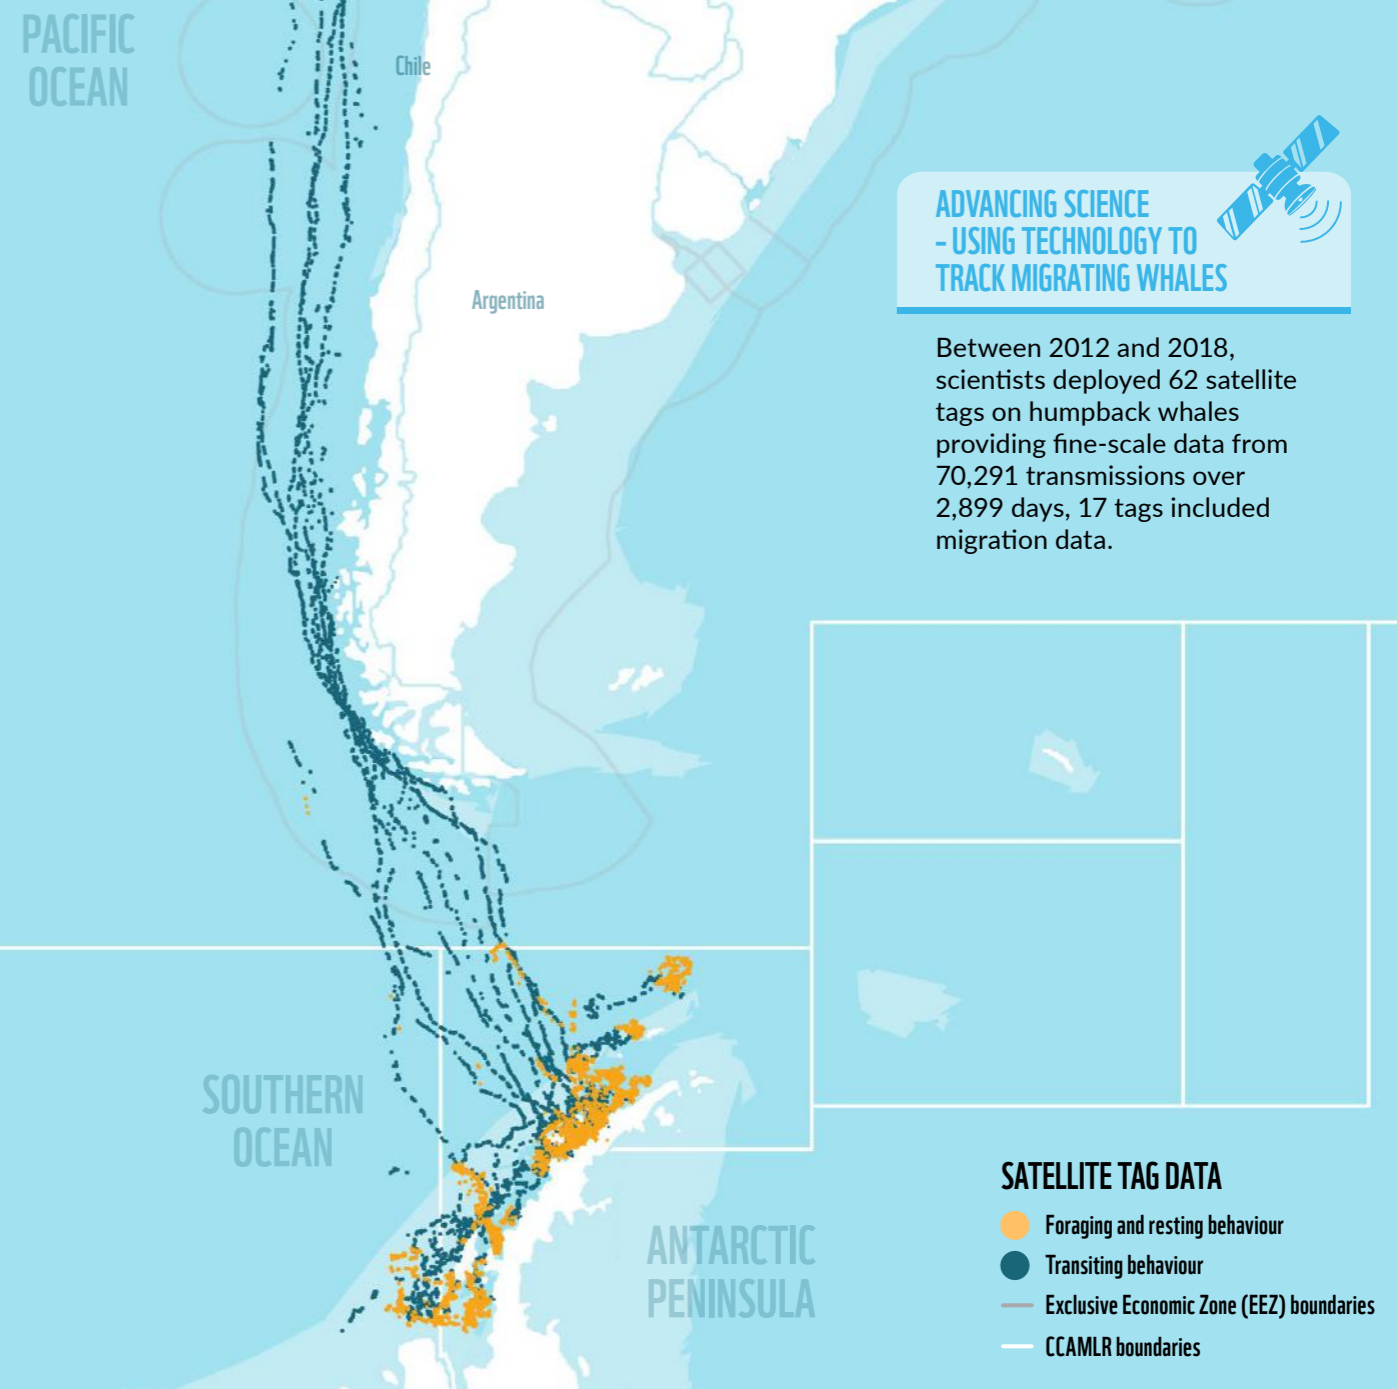 PACIFIC
OCEAN
Chile
Argentina
ADVANCING SCIENCE
– USING TECHNOLOGY TO
TRACK MIGRATING WHALES
Between 2012 and 2018,
scientists deployed 62 satellite
tags on humpback whales
providing fine-scale data from
70,291 transmissions over
2,899 days, 17 tags included
migration data.
SOUTHERN
OCEAN
ANTARCTIC
PENINSULA
SATELLITE TAG DATA
Foraging and resting behaviour
Transiting behaviour
Exclusive Economic Zone (EEZ) boundaries
CCAMLR boundaries